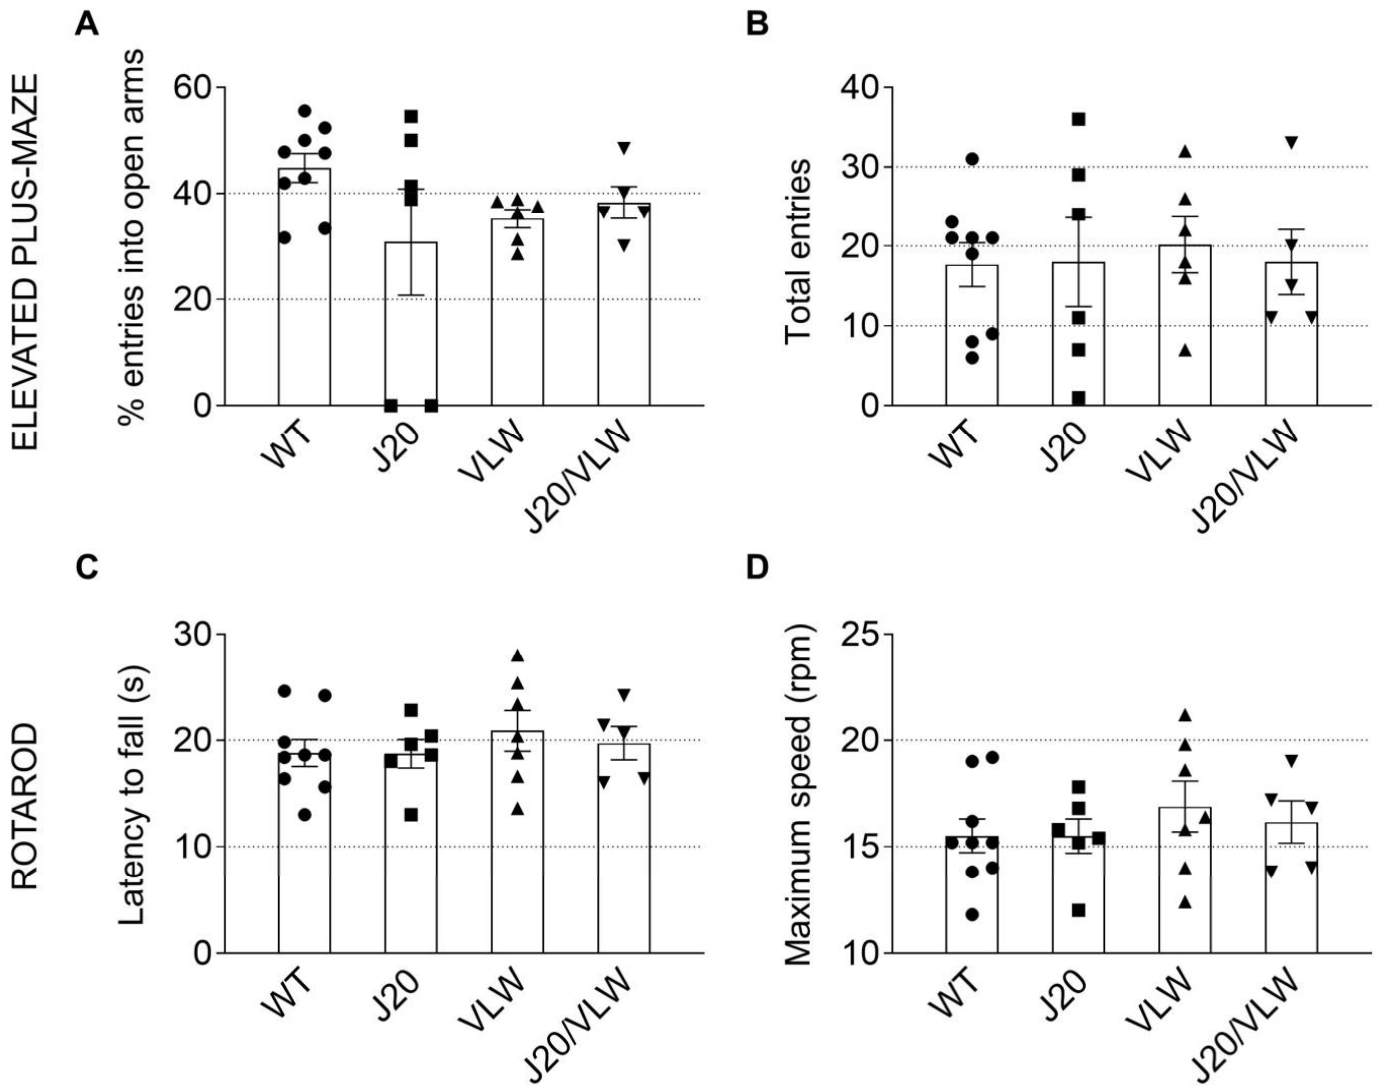 A
ELEVATED PLUS-MAZE
% entries into open arms
60
40
20
0
WT
J20
VLW
J20/VLW
B
Total entries
40
30
20
10
0
WT
J20
VLW
J20/VLW
C
ROTAROD
Latency to fall (s)
30
20
10
0
WT
J20
VLW
J20/VLW
D
Maximum speed (rpm)
25
20
15
10
WT
J20
VLW
J20/VLW